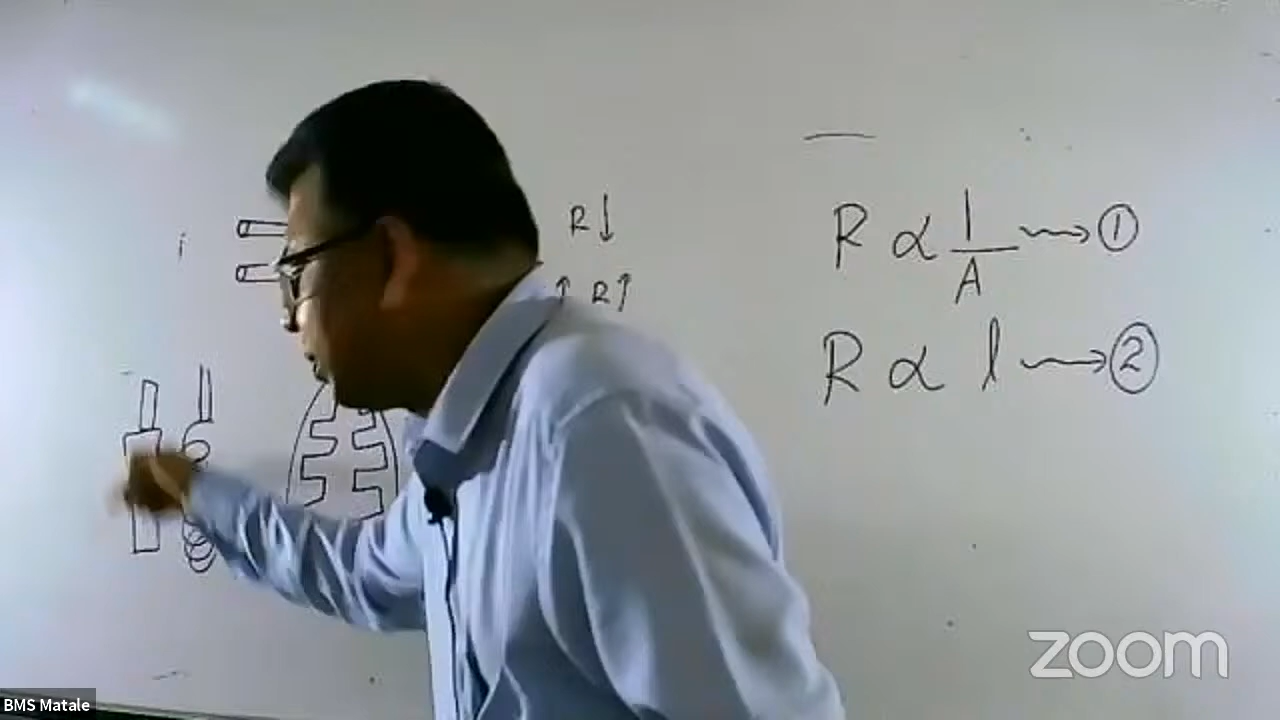 i
R↓
↑ R↑
R ∝ 1/A ⟶ ①
R ∝ l ⟶ ②
zoom
BMS Matale